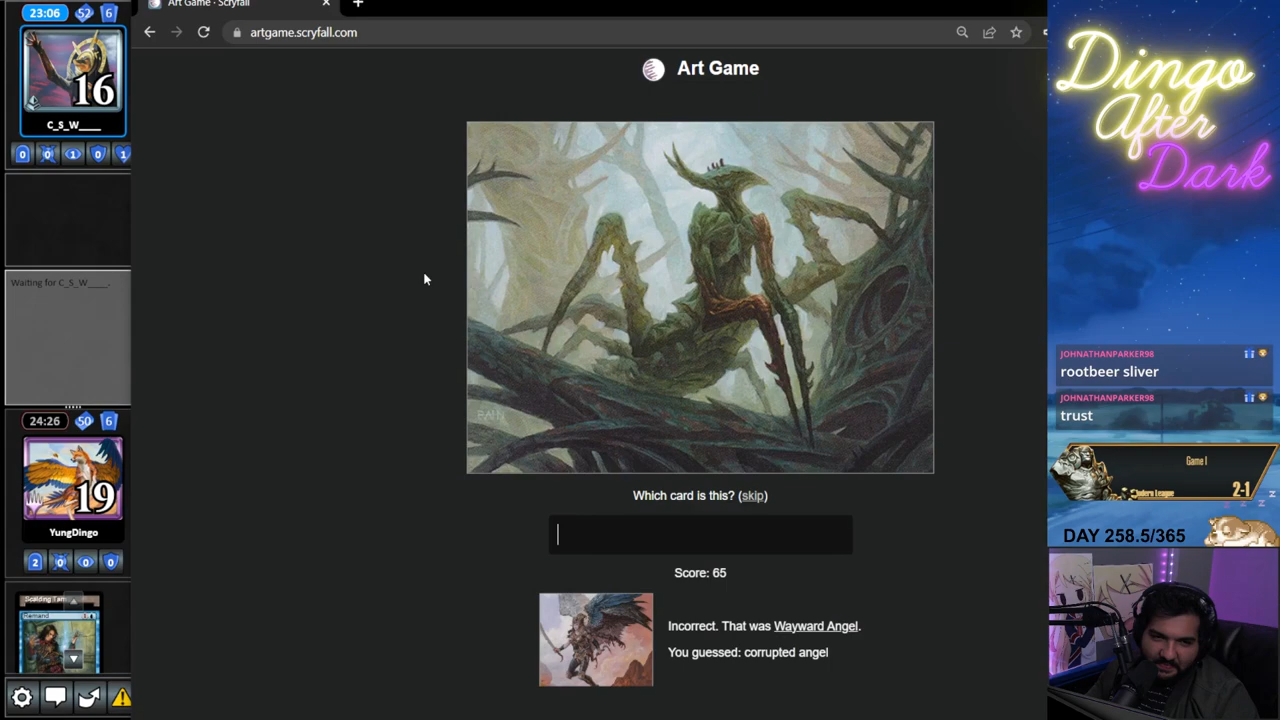 23:06 52 6
16
C_S_W____
0 0 1 0 1
Waiting for C_S_W____.
24:26 50 6
19
YungDingo
2 0 0 0
Art Game / Scryfall
artgame.scryfall.com
Art Game
Which card is this? (skip)
Score: 65
Incorrect. That was Wayward Angel.
You guessed: corrupted angel
Dingo
After
Dark
JOHNATHANPARKER98
rootbeer sliver
JOHNATHANPARKER98
trust
Game 1
2-1
DAY 258.5/365